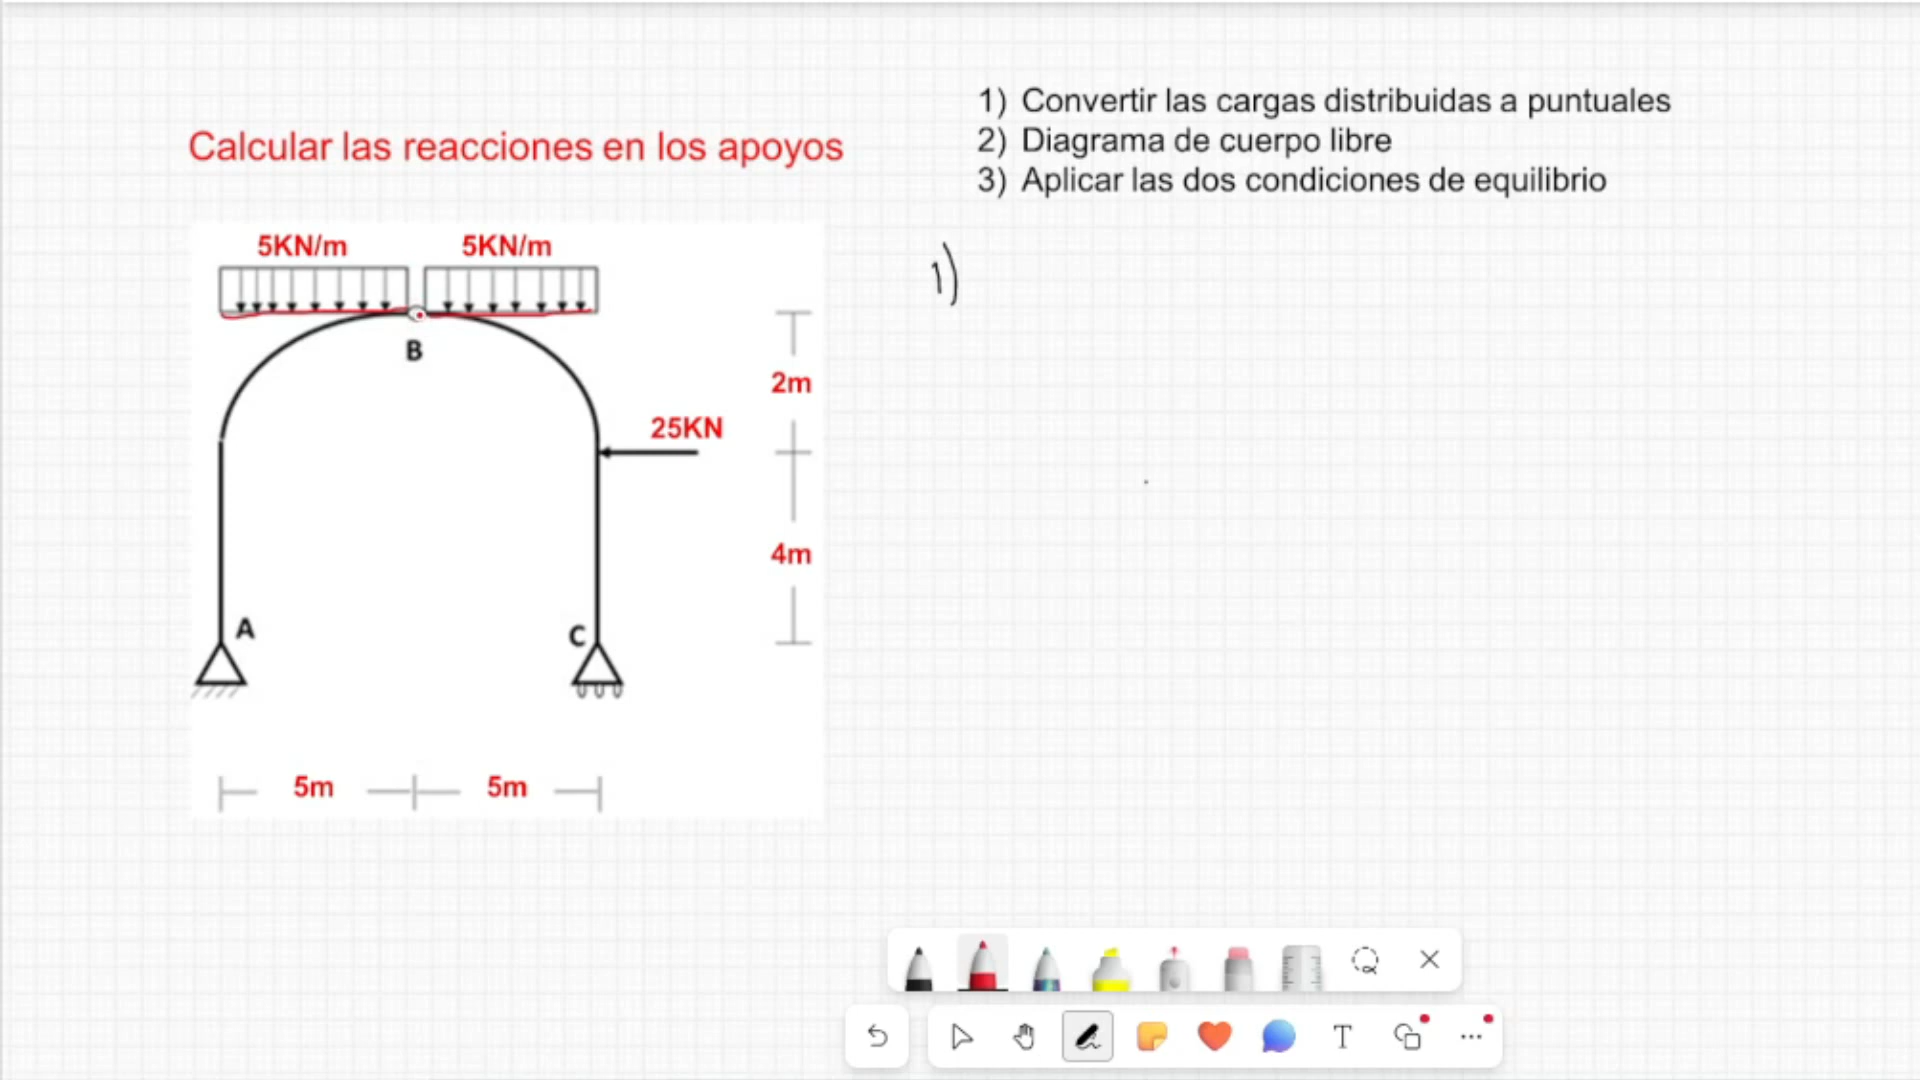 Calcular las reacciones en los apoyos
1) Convertir las cargas distribuidas a puntuales
2) Diagrama de cuerpo libre
3) Aplicar las dos condiciones de equilibrio
1)
5KN/m 5KN/m
B
2m
25KN
4m
A
C
5m 5m
T